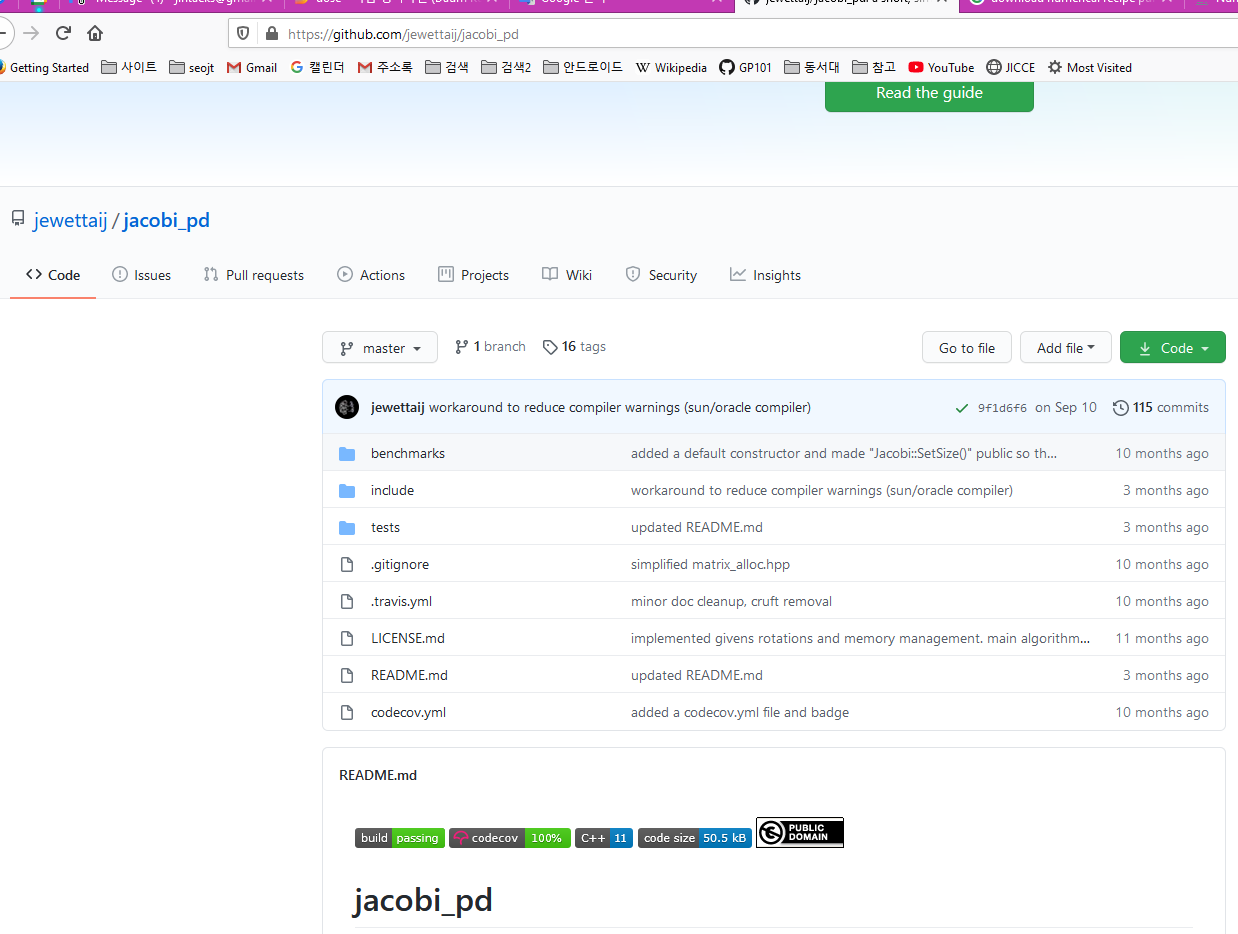 https://github.com/jewettaij/jacobi_pd
Getting Started 사이트 seojt Gmail 캘린더 주소록 검색 검색2 안드로이드 Wikipedia GP101 동서대 참고 YouTube JICCE Most Visited
Read the guide
jewettaij / jacobi_pd
Code Issues Pull requests Actions Projects Wiki Security Insights
master 1 branch 16 tags Go to file Add file Code
jewettaij workaround to reduce compiler warnings (sun/oracle compiler) 9f1d6f6 on Sep 10 115 commits
benchmarks added a default constructor and made "Jacobi::SetSize()" public so th... 10 months ago
include workaround to reduce compiler warnings (sun/oracle compiler) 3 months ago
tests updated README.md 3 months ago
.gitignore simplified matrix_alloc.hpp 10 months ago
.travis.yml minor doc cleanup, cruft removal 10 months ago
LICENSE.md implemented givens rotations and memory management. main algorithm... 11 months ago
README.md updated README.md 3 months ago
codecov.yml added a codecov.yml file and badge 10 months ago
README.md
build passing codecov 100% C++ 11 code size 50.5 kB PUBLIC DOMAIN
jacobi_pd